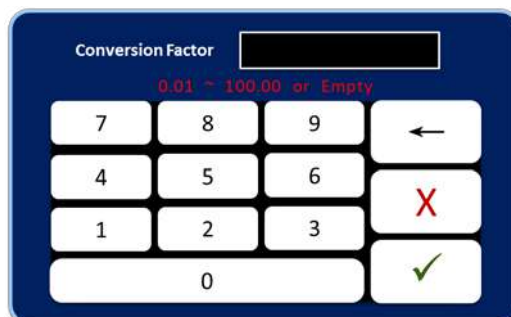 Conversion Factor
0.01 ~ 100.00 or Empty
7 8 9 ←
4 5 6
X
1 2 3
0 ✓